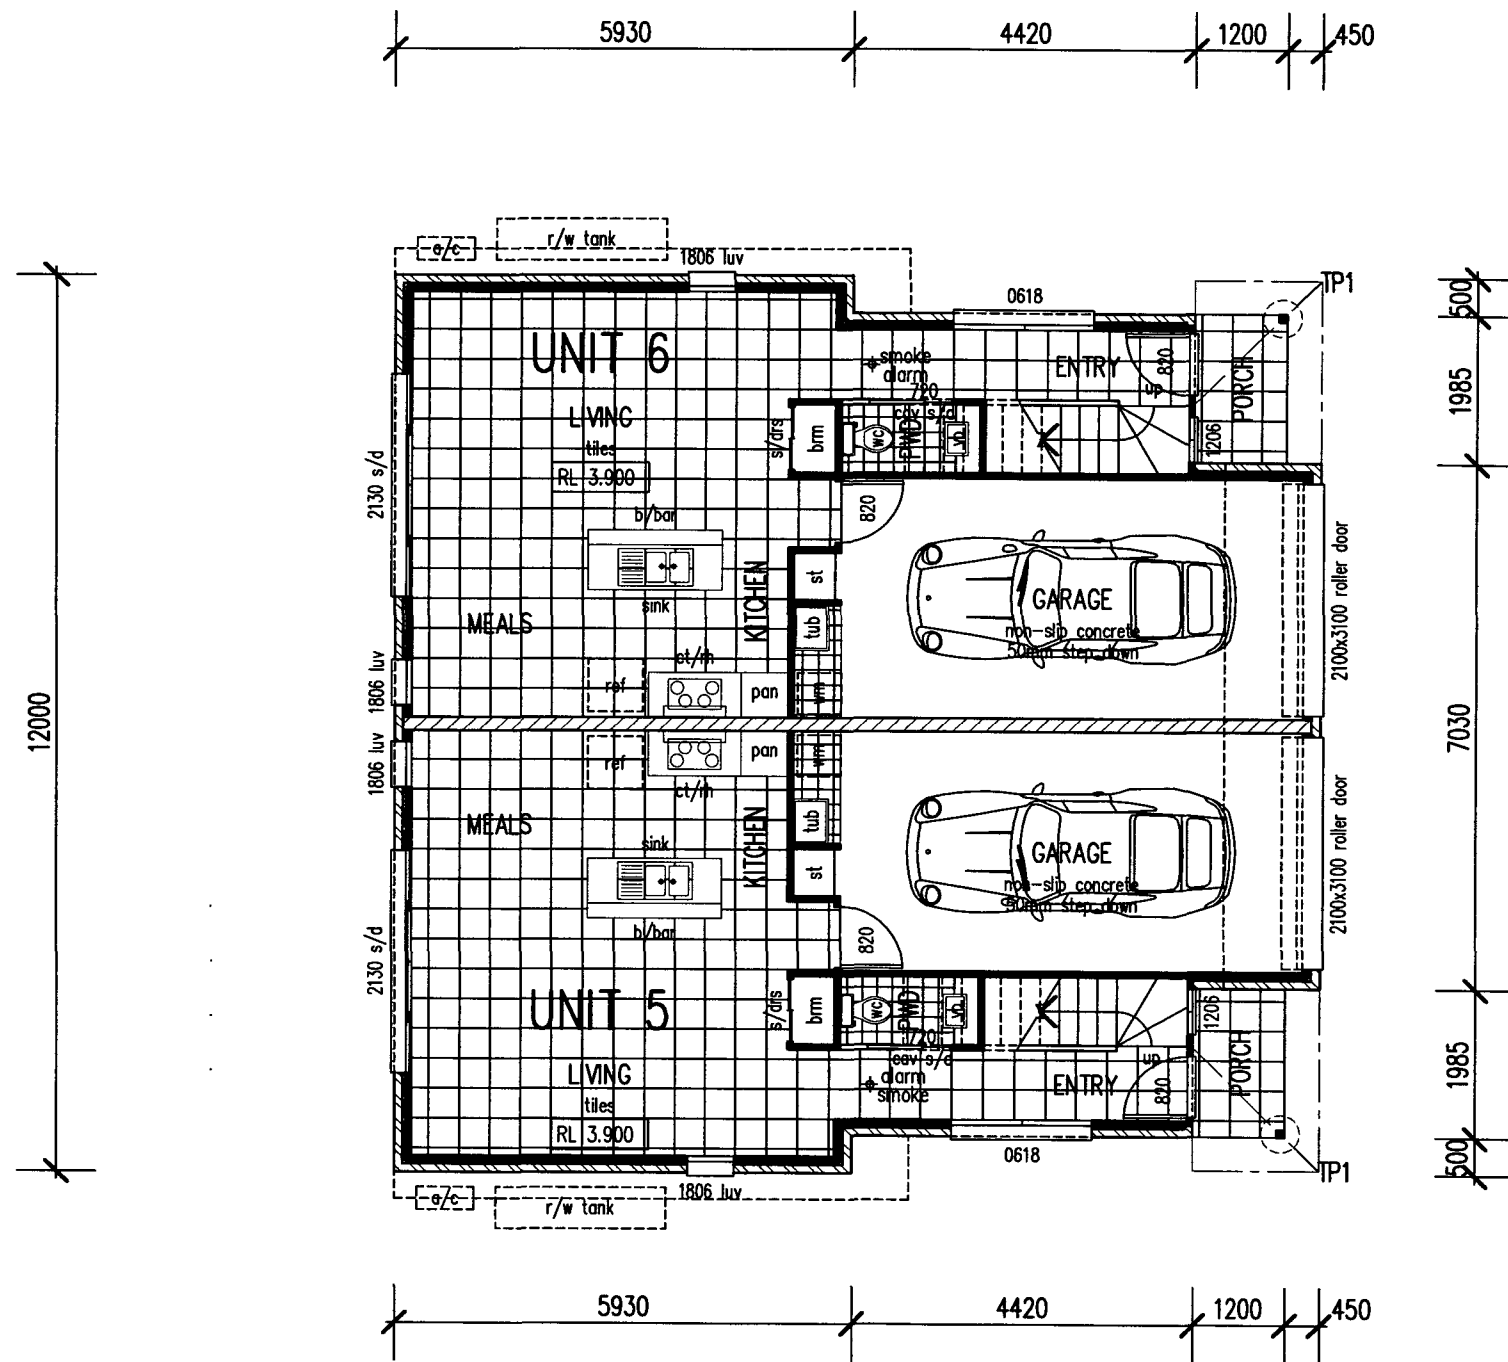 5930
4420
1200
450
a/c
r/w tank
1806 luv
0618
TP1
500
UNIT 6
smoke
alarm
ENTRY
820
up
PORCH
1985
720
cav s/d
LIVING
tiles
RL 3.900
s/drs
brm
WC
PWD
vb
1206
2130 s/d
b/bar
820
sink
KITCHEN
st
GARAGE
non-slip concrete
50mm step down
2100x3100 roller door
MEALS
tub
ct/rh
1806 luv
ref
pan
wm
12000
7030
1806 luv
ref
pan
wm
ct/rh
MEALS
tub
sink
KITCHEN
st
GARAGE
non-slip concrete
50mm step down
2100x3100 roller door
b/bar
820
2130 s/d
UNIT 5
s/drs
brm
WC
PWD
vb
1206
720
cav s/d
up
PORCH
1985
LIVING
alarm
smoke
ENTRY
820
tiles
RL 3.900
0618
500
TP1
a/c
r/w tank
1806 luv
5930
4420
1200
450